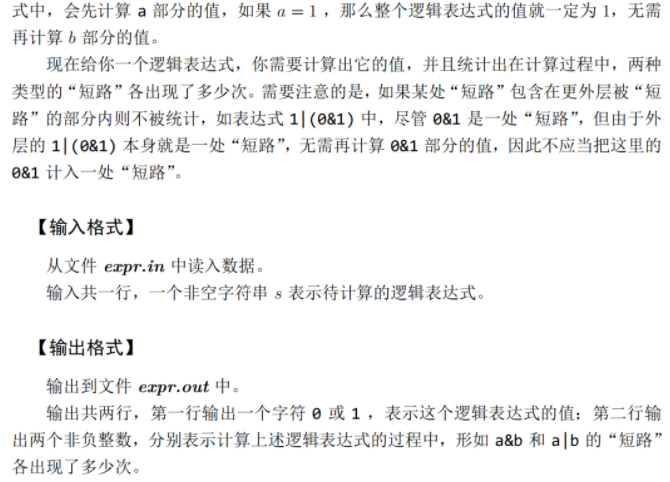 式中，会先计算 a 部分的值，如果 a = 1 ，那么整个逻辑表达式的值就一定为 1，无需
再计算 b 部分的值。
现在给你一个逻辑表达式，你需要计算出它的值，并且统计出在计算过程中，两种
类型的“短路”各出现了多少次。需要注意的是，如果某处“短路”包含在更外层被“短
路”的部分内则不被统计，如表达式 1|(0&1) 中，尽管 0&1 是一处“短路”，但由于外
层的 1|(0&1) 本身就是一处“短路”，无需再计算 0&1 部分的值，因此不应当把这里的
0&1 计入一处“短路”。
【输入格式】
从文件 expr.in 中读入数据。
输入共一行，一个非空字符串 s 表示待计算的逻辑表达式。
【输出格式】
输出到文件 expr.out 中。
输出共两行，第一行输出一个字符 0 或 1 ，表示这个逻辑表达式的值；第二行输
出两个非负整数，分别表示计算上述逻辑表达式的过程中，形如 a&b 和 a|b 的“短路”
各出现了多少次。